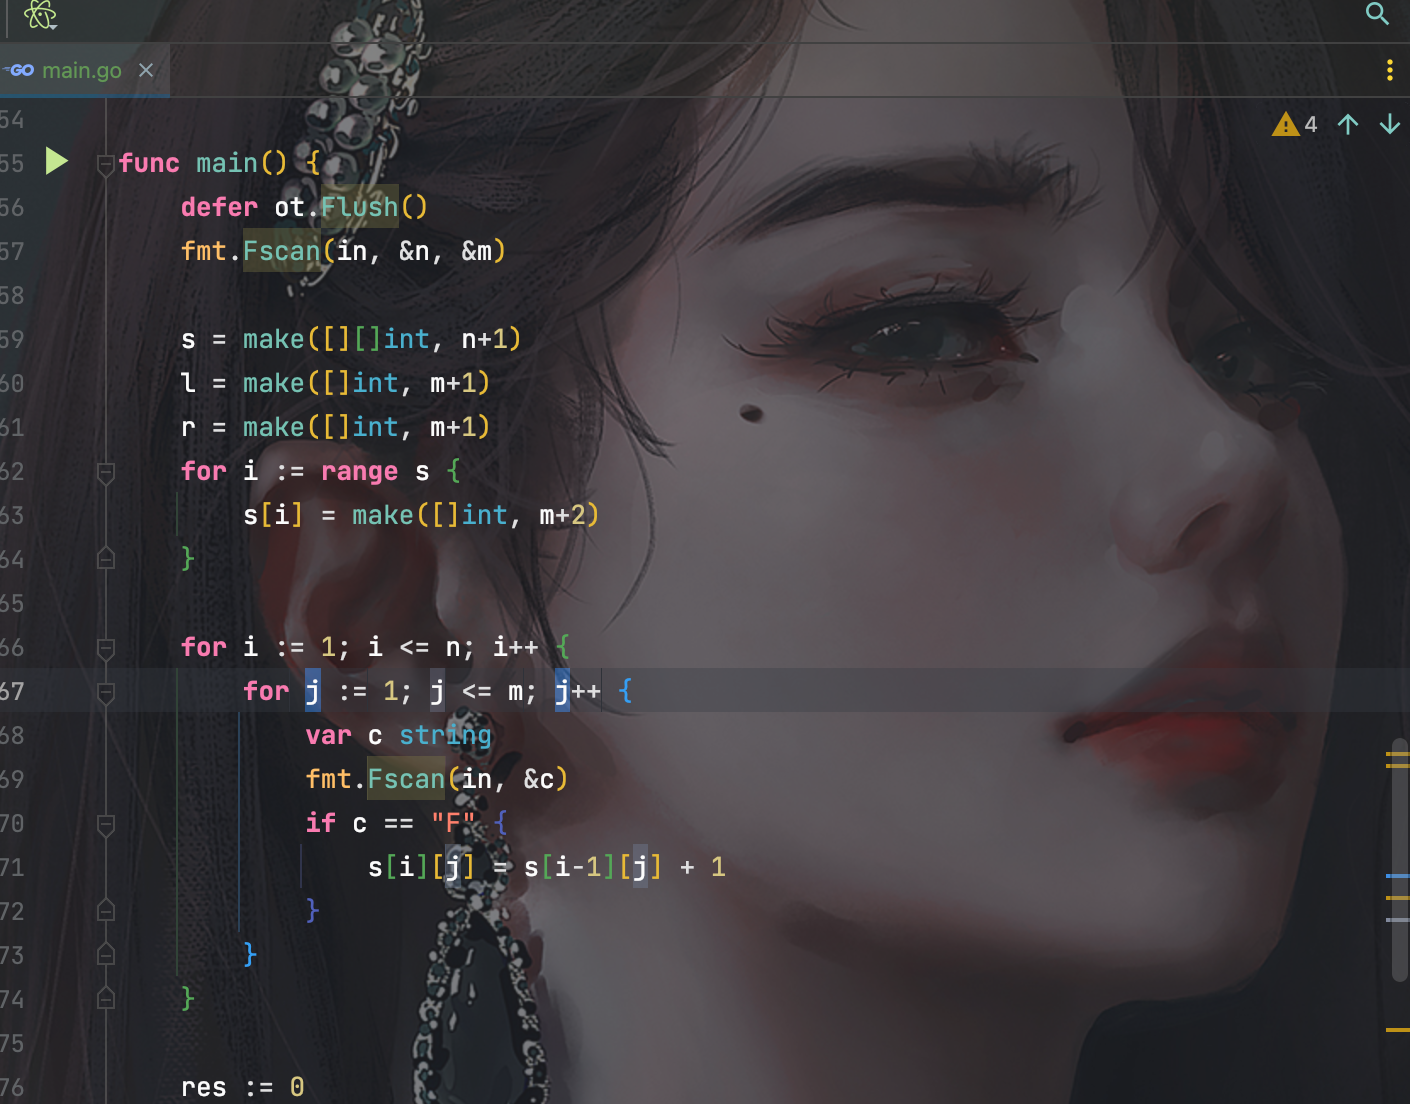 GO main.go
4
54
55 func main() {
56 defer ot.Flush()
57 fmt.Fscan(in, &n, &m)
58
59 s = make([][]int, n+1)
60 l = make([]int, m+1)
61 r = make([]int, m+1)
62 for i := range s {
63 s[i] = make([]int, m+2)
64 }
65
66 for i := 1; i <= n; i++ {
67 for j := 1; j <= m; j++ {
68 var c string
69 fmt.Fscan(in, &c)
70 if c == "F" {
71 s[i][j] = s[i-1][j] + 1
72 }
73 }
74 }
75
76 res := 0